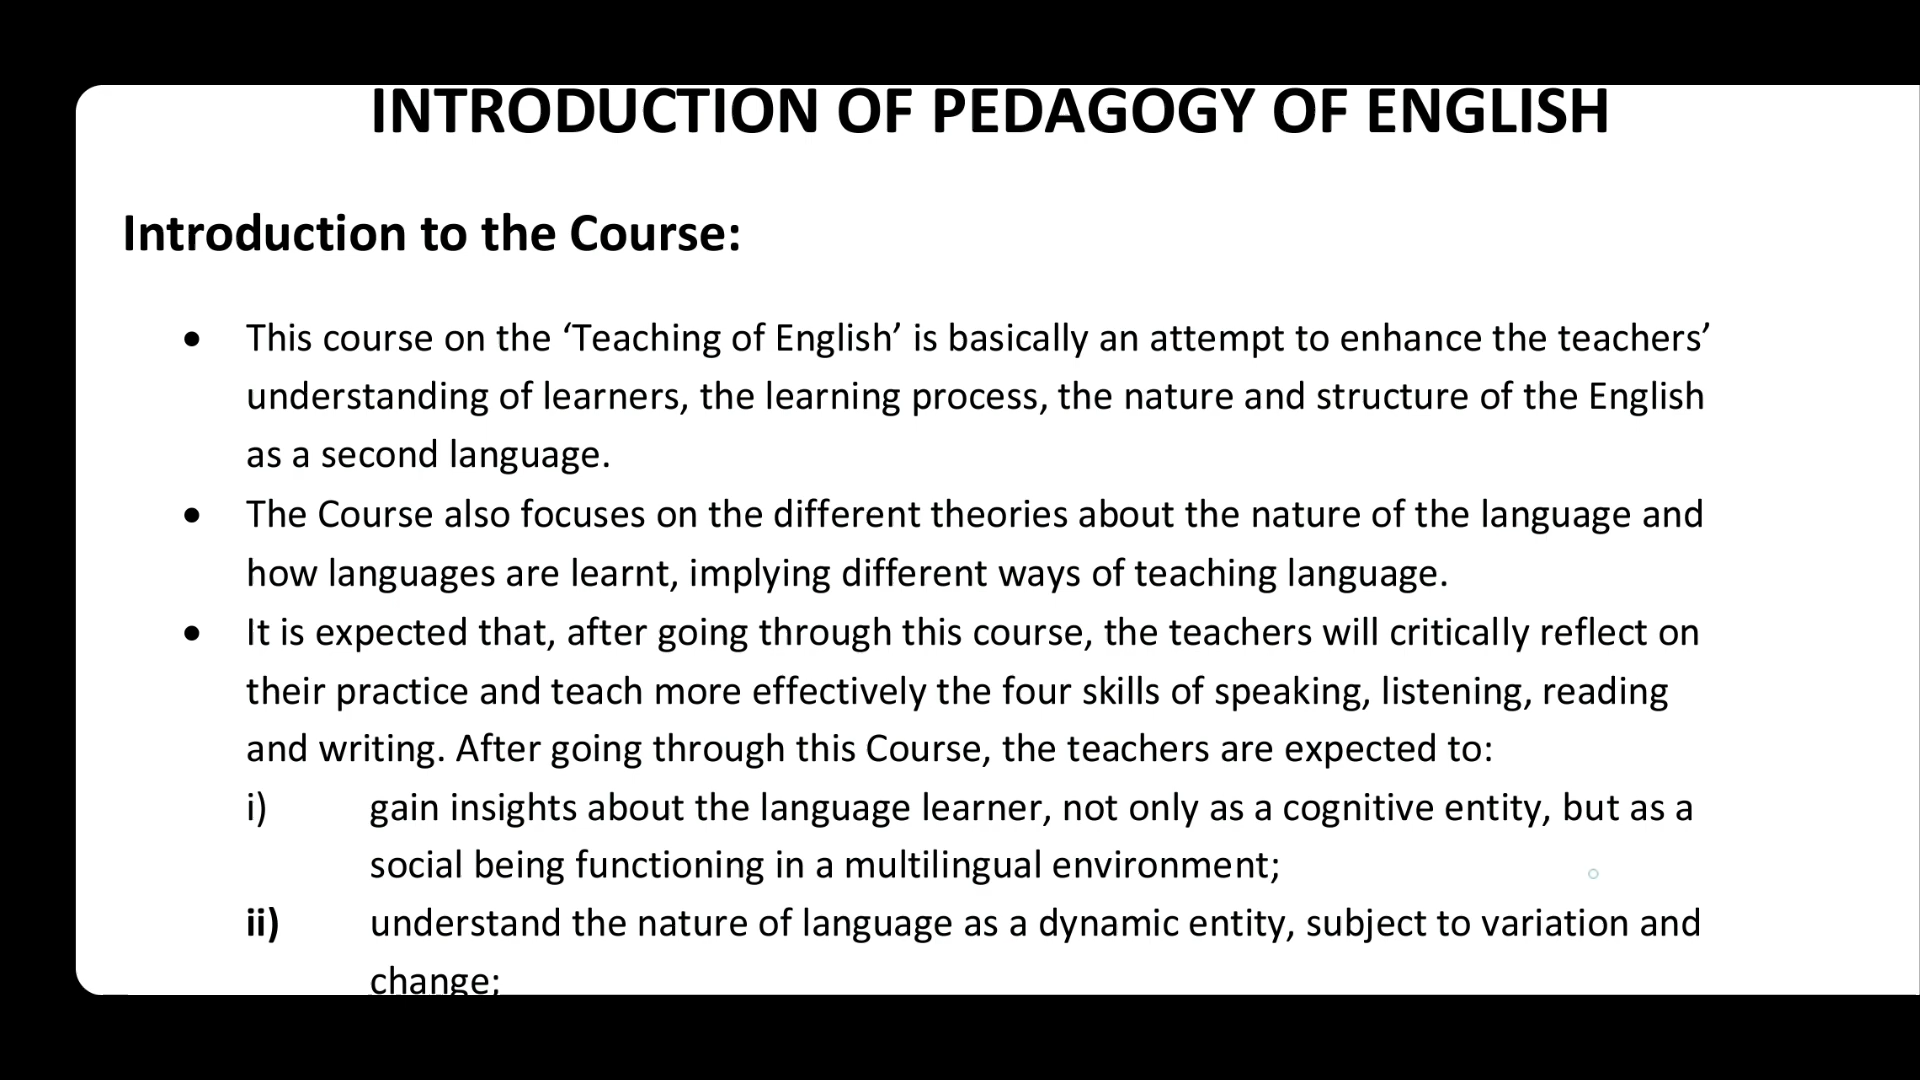 INTRODUCTION OF PEDAGOGY OF ENGLISH
Introduction to the Course:
• This course on the ‘Teaching of English’ is basically an attempt to enhance the teachers’
understanding of learners, the learning process, the nature and structure of the English
as a second language.
• The Course also focuses on the different theories about the nature of the language and
how languages are learnt, implying different ways of teaching language.
• It is expected that, after going through this course, the teachers will critically reflect on
their practice and teach more effectively the four skills of speaking, listening, reading
and writing. After going through this Course, the teachers are expected to:
i) gain insights about the language learner, not only as a cognitive entity, but as a
social being functioning in a multilingual environment;
ii) understand the nature of language as a dynamic entity, subject to variation and
change;